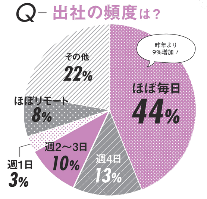 Q– 出社の頻度は？
昨年より
9%増加！
ほぼ毎日
44%
週4日
13%
週2〜3日
10%
週1日
3%
ほぼリモート
8%
その他
22%